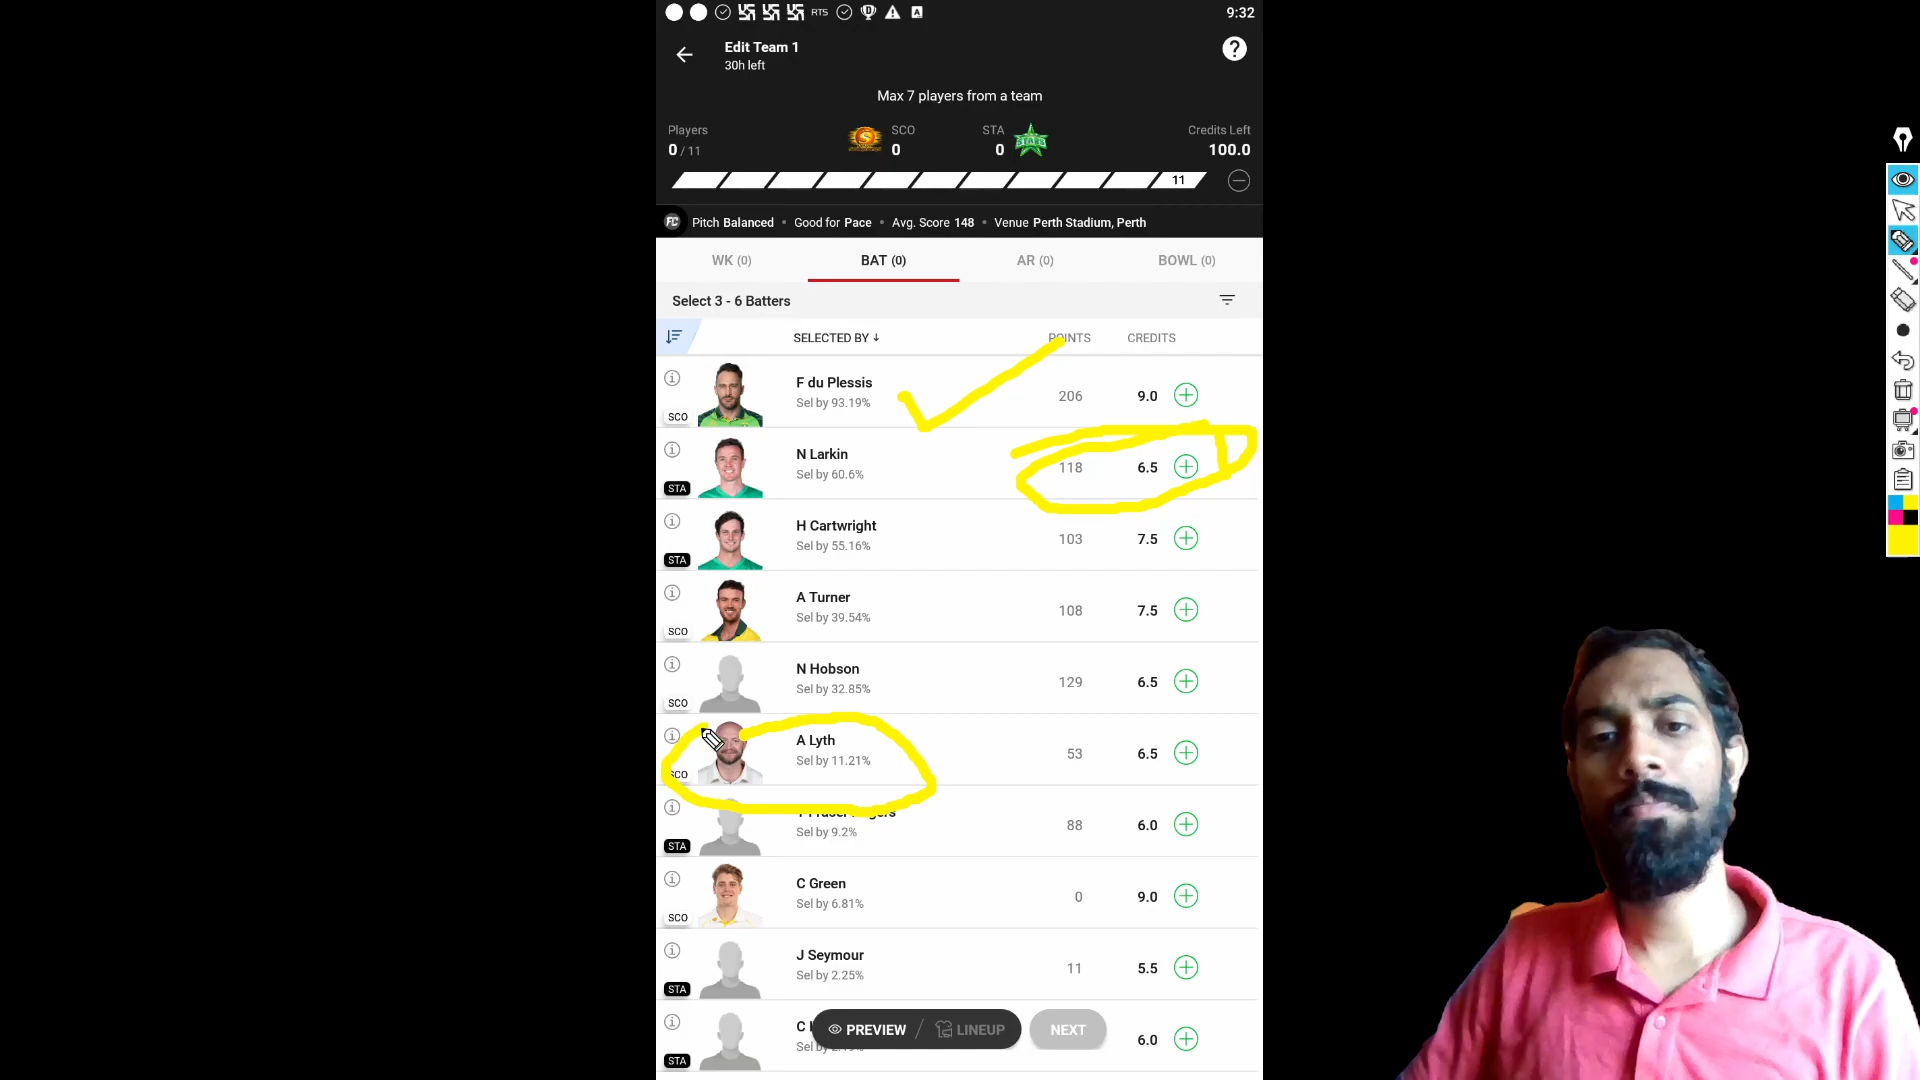 RTS
9:32
Edit Team 1
30h left
?
Max 7 players from a team
Players
0 / 11
SCO
0
STA
0
STARS
Credits Left
100.0
11
FC Pitch Balanced • Good for Pace • Avg. Score 148 • Venue Perth Stadium, Perth
WK (0) BAT (0) AR (0) BOWL (0)
Select 3 - 6 Batters
SELECTED BY ↓ POINTS CREDITS
F du Plessis
Sel by 93.19%
SCO
206 9.0
N Larkin
Sel by 60.6%
STA
118 6.5
H Cartwright
Sel by 55.16%
STA
103 7.5
A Turner
Sel by 39.54%
SCO
108 7.5
N Hobson
Sel by 32.85%
SCO
129 6.5
A Lyth
Sel by 11.21%
SCO
53 6.5
Sel by 9.2%
STA
88 6.0
C Green
Sel by 6.81%
SCO
0 9.0
J Seymour
Sel by 2.25%
STA
11 5.5
C
Sel by
STA
6.0
PREVIEW / LINEUP
NEXT